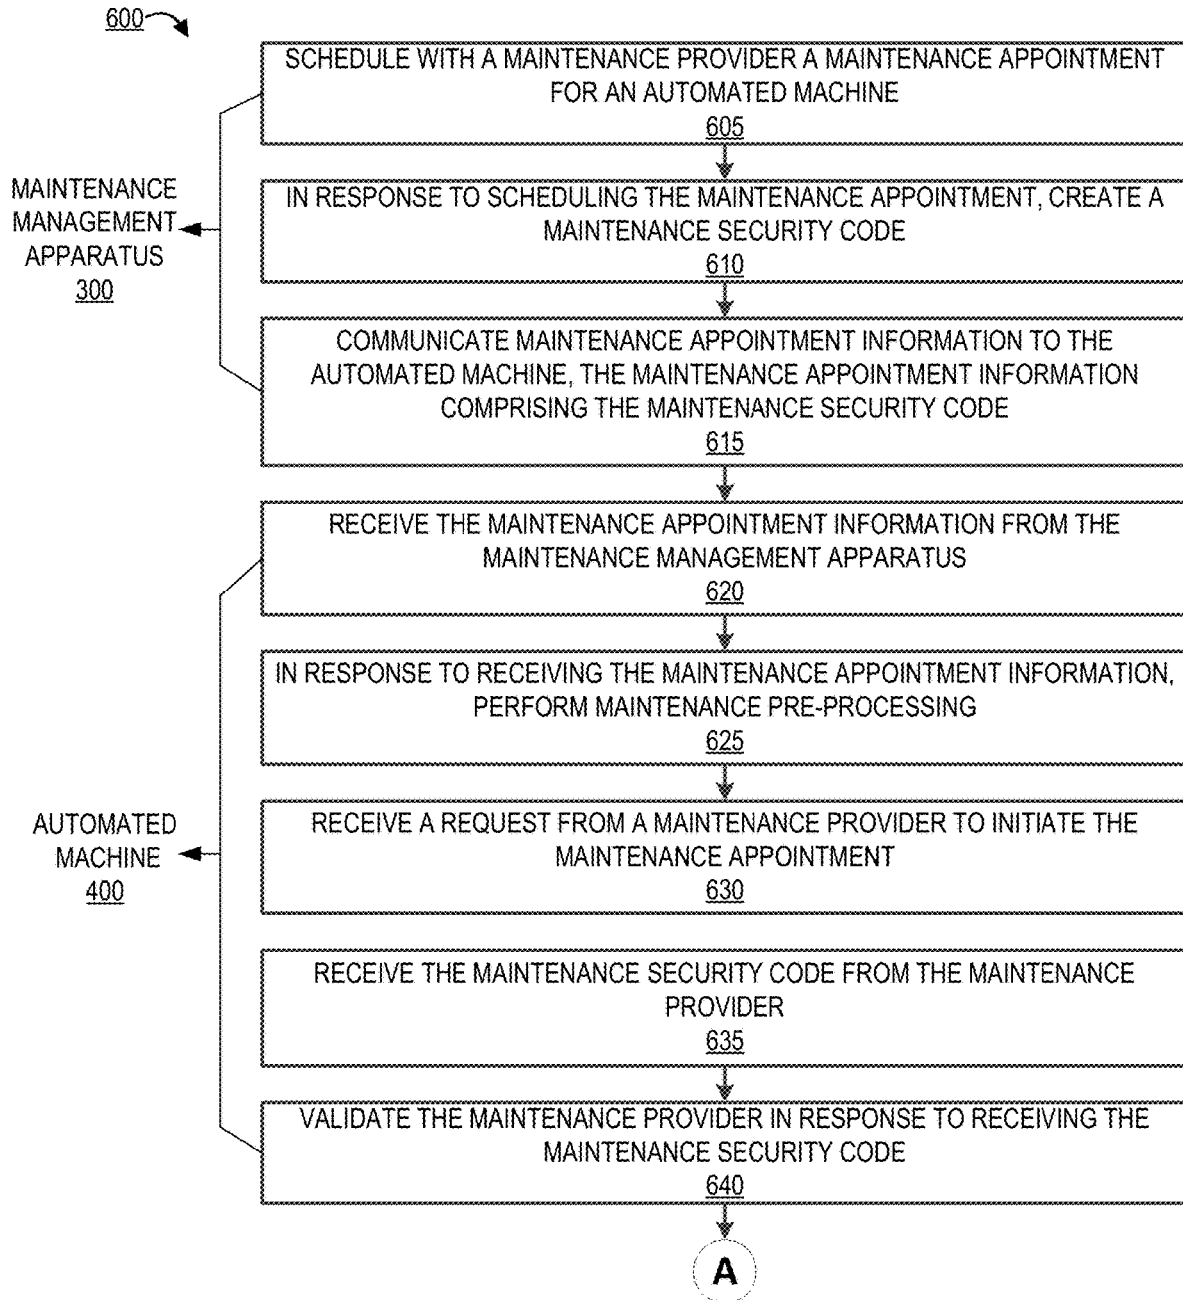 600
SCHEDULE WITH A MAINTENANCE PROVIDER A MAINTENANCE APPOINTMENT
FOR AN AUTOMATED MACHINE
605
IN RESPONSE TO SCHEDULING THE MAINTENANCE APPOINTMENT, CREATE A
MAINTENANCE SECURITY CODE
610
MAINTENANCE
MANAGEMENT
APPARATUS
300
COMMUNICATE MAINTENANCE APPOINTMENT INFORMATION TO THE
AUTOMATED MACHINE, THE MAINTENANCE APPOINTMENT INFORMATION
COMPRISING THE MAINTENANCE SECURITY CODE
615
RECEIVE THE MAINTENANCE APPOINTMENT INFORMATION FROM THE
MAINTENANCE MANAGEMENT APPARATUS
620
IN RESPONSE TO RECEIVING THE MAINTENANCE APPOINTMENT INFORMATION,
PERFORM MAINTENANCE PRE-PROCESSING
625
RECEIVE A REQUEST FROM A MAINTENANCE PROVIDER TO INITIATE THE
MAINTENANCE APPOINTMENT
630
AUTOMATED
MACHINE
400
RECEIVE THE MAINTENANCE SECURITY CODE FROM THE MAINTENANCE
PROVIDER
635
VALIDATE THE MAINTENANCE PROVIDER IN RESPONSE TO RECEIVING THE
MAINTENANCE SECURITY CODE
640
A